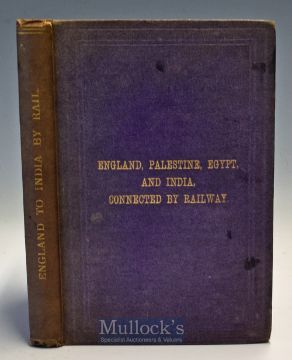 ENGLAND TO INDIA BY RAIL.
ENGLAND, PALESTINE, EGYPT,
AND INDIA,
CONNECTED BY RAILWAY.
Mullock's
Specialist Auctioneers & Valuers